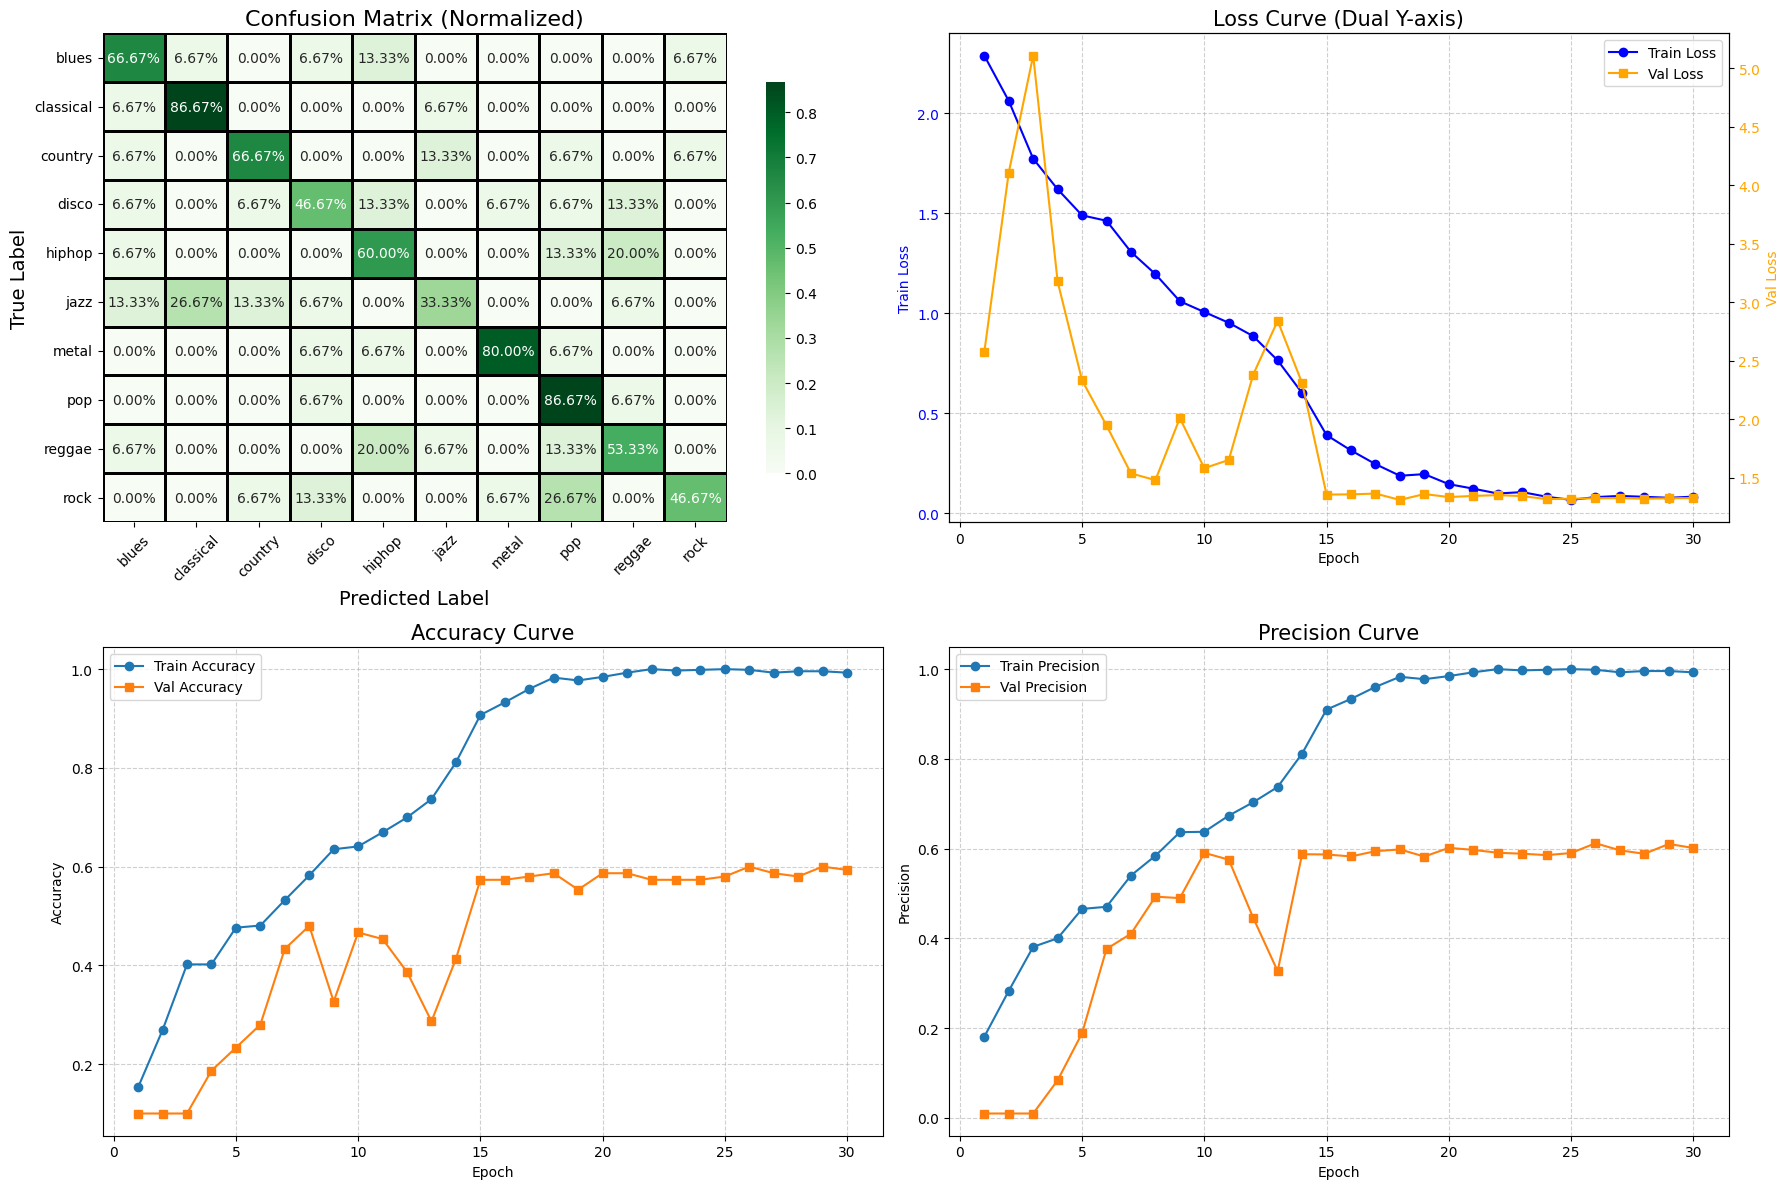 Confusion Matrix (Normalized)
True Label
blues 66.67% 6.67% 0.00% 6.67% 13.33% 0.00% 0.00% 0.00% 0.00% 6.67%
classical 6.67% 86.67% 0.00% 0.00% 0.00% 6.67% 0.00% 0.00% 0.00% 0.00%
country 6.67% 0.00% 66.67% 0.00% 0.00% 13.33% 0.00% 6.67% 0.00% 6.67%
disco 6.67% 0.00% 6.67% 46.67% 13.33% 0.00% 6.67% 6.67% 13.33% 0.00%
hiphop 6.67% 0.00% 0.00% 0.00% 60.00% 0.00% 0.00% 13.33% 20.00% 0.00%
jazz 13.33% 26.67% 13.33% 6.67% 0.00% 33.33% 0.00% 0.00% 6.67% 0.00%
metal 0.00% 0.00% 0.00% 6.67% 6.67% 0.00% 80.00% 6.67% 0.00% 0.00%
pop 0.00% 0.00% 0.00% 6.67% 0.00% 0.00% 0.00% 86.67% 6.67% 0.00%
reggae 6.67% 0.00% 0.00% 0.00% 20.00% 6.67% 0.00% 13.33% 53.33% 0.00%
rock 0.00% 0.00% 6.67% 13.33% 0.00% 0.00% 6.67% 26.67% 0.00% 46.67%
blues classical country disco hiphop jazz metal pop reggae rock
Predicted Label
0.8
0.7
0.6
0.5
0.4
0.3
0.2
0.1
0.0
Loss Curve (Dual Y-axis)
Train Loss
Val Loss
Train Loss
2.0
1.5
1.0
0.5
0.0
Val Loss
5.0
4.5
4.0
3.5
3.0
2.5
2.0
1.5
0 5 10 15 20 25 30
Epoch
Accuracy Curve
Train Accuracy
Val Accuracy
Accuracy
1.0
0.8
0.6
0.4
0.2
0 5 10 15 20 25 30
Epoch
Precision Curve
Train Precision
Val Precision
Precision
1.0
0.8
0.6
0.4
0.2
0.0
0 5 10 15 20 25 30
Epoch